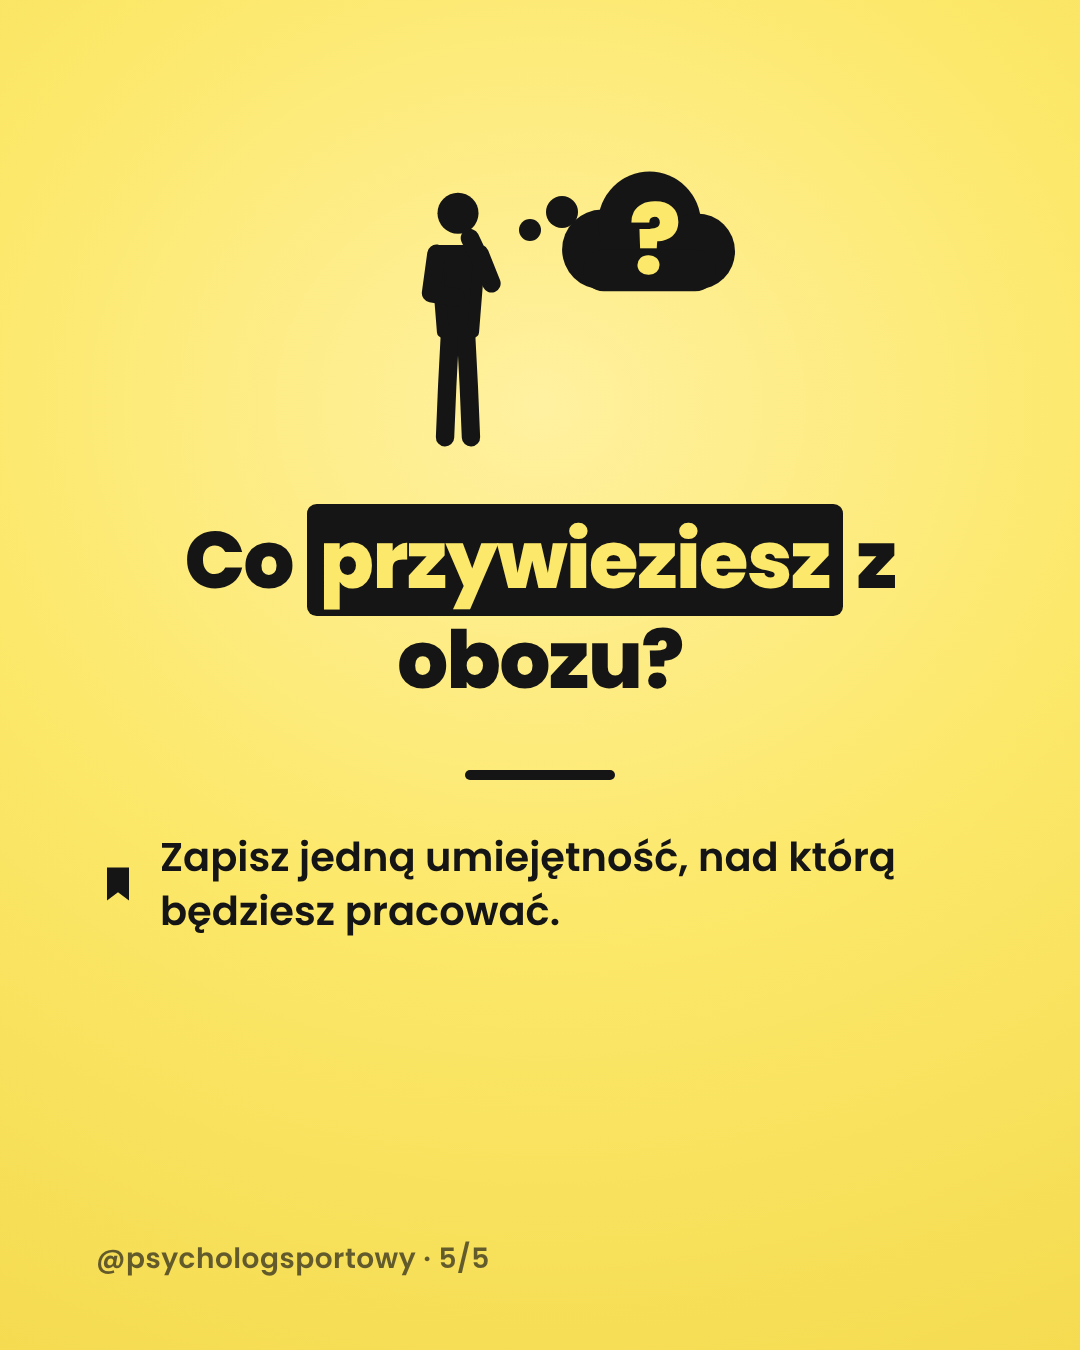 ?
Co przywieziesz z
obozu?
Zapisz jedną umiejętność, nad którą
będziesz pracować.
@psychologsportowy · 5/5